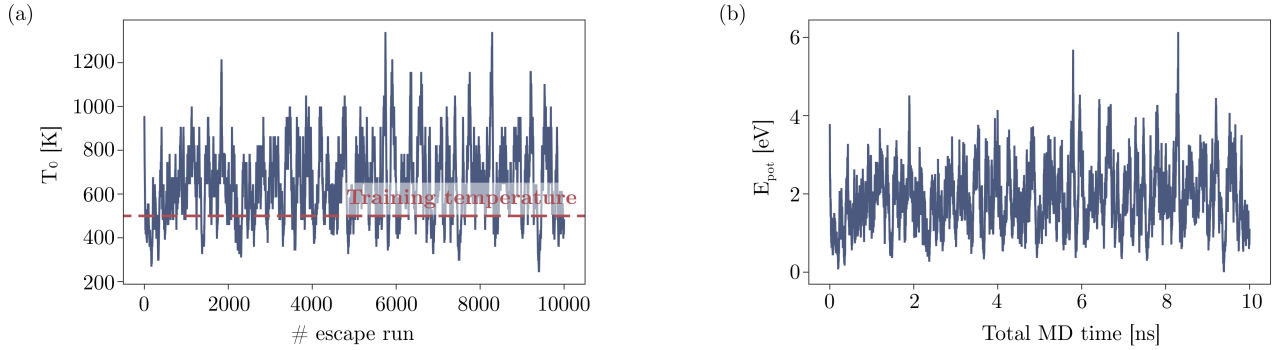 (a)
1200
1000
800
600
400
200
T₀ [K]
Training temperature
0 2000 4000 6000 8000 10000
# escape run
(b)
6
4
2
0
E_pot [eV]
0 2 4 6 8 10
Total MD time [ns]